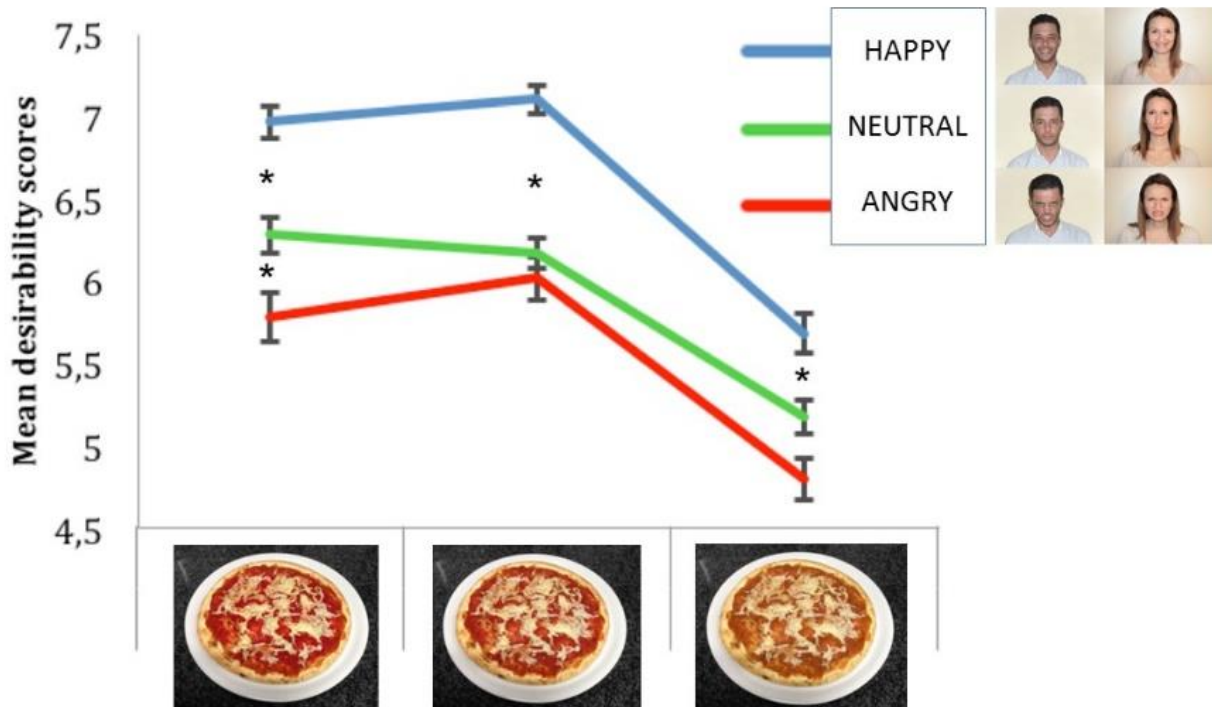 7,5
7
6,5
6
5,5
5
4,5
Mean desirability scores
HAPPY
NEUTRAL
ANGRY
*
*
*
*